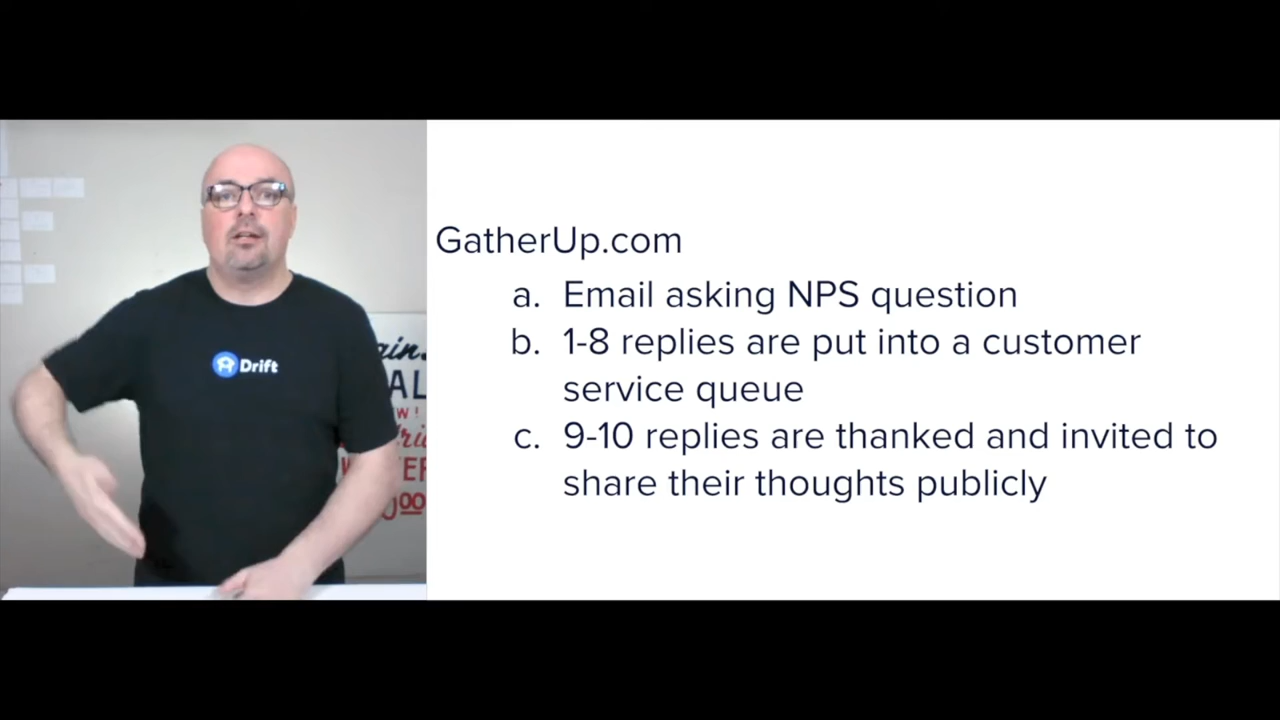 GatherUp.com
a. Email asking NPS question
b. 1-8 replies are put into a customer
service queue
c. 9-10 replies are thanked and invited to
share their thoughts publicly
Drift